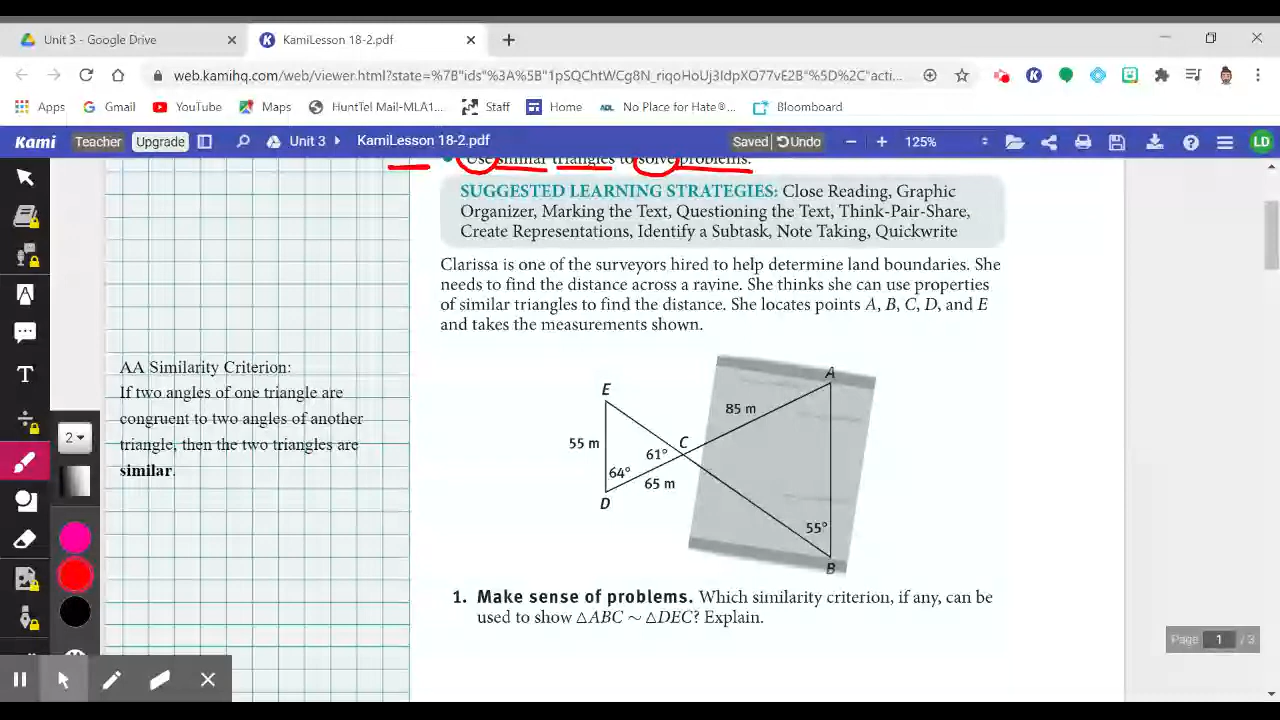 Unit 3 - Google Drive
KamiLesson 18-2.pdf
web.kamihq.com/web/viewer.html?state=%7B"ids"%3A%5B"1pSQChtWCg8N_riqoHoUj3IdpXO77vE2B"%5D%2C"acti...
Apps
Gmail
YouTube
Maps
HuntTel Mail-MLA1...
Staff
Home
ADL
No Place for Hate ®...
Bloomboard
Kami
Teacher
Upgrade
Unit 3
KamiLesson 18-2.pdf
Saved
Undo
125%
LD
Use similar triangles to solve problems.
SUGGESTED LEARNING STRATEGIES: Close Reading, Graphic
Organizer, Marking the Text, Questioning the Text, Think-Pair-Share,
Create Representations, Identify a Subtask, Note Taking, Quickwrite
Clarissa is one of the surveyors hired to help determine land boundaries. She
needs to find the distance across a ravine. She thinks she can use properties
of similar triangles to find the distance. She locates points A, B, C, D, and E
and takes the measurements shown.
AA Similarity Criterion:
If two angles of one triangle are
congruent to two angles of another
triangle, then the two triangles are
similar.
2
A
E
85 m
55 m
C
61°
64°
65 m
D
55°
B
1. Make sense of problems. Which similarity criterion, if any, can be
used to show △ABC ~ △DEC? Explain.
Page 1 / 3